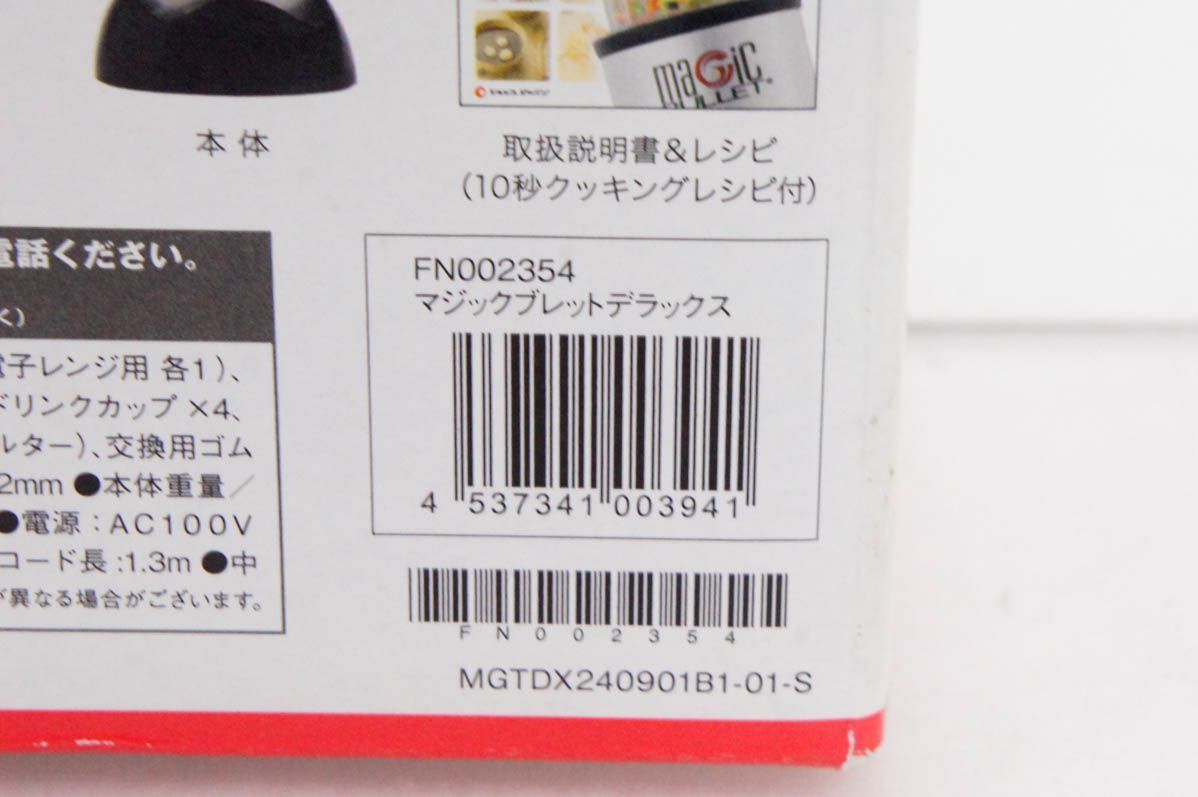 magic
BULLET
本体
取扱説明書&レシピ
(10秒クッキングレシピ付)
電話ください。
く)
電子レンジ用 各1)、
ドリンクカップ×4、
ルター)、交換用ゴム
2mm ●本体重量/
●電源:AC100V
コード長:1.3m ●中
が異なる場合がございます。
FN002354
マジックブレットデラックス
4 537341 003941
FN002354
MGTDX240901B1-01-S